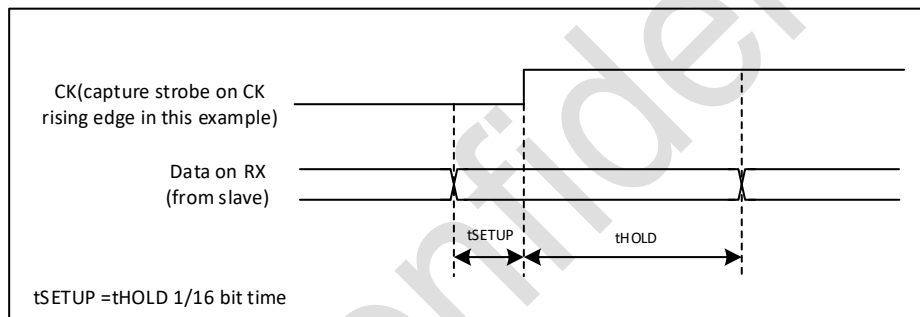 CK(capture strobe on CK
rising edge in this example)
Data on RX
(from slave)
tSETUP
tHOLD
tSETUP =tHOLD 1/16 bit time